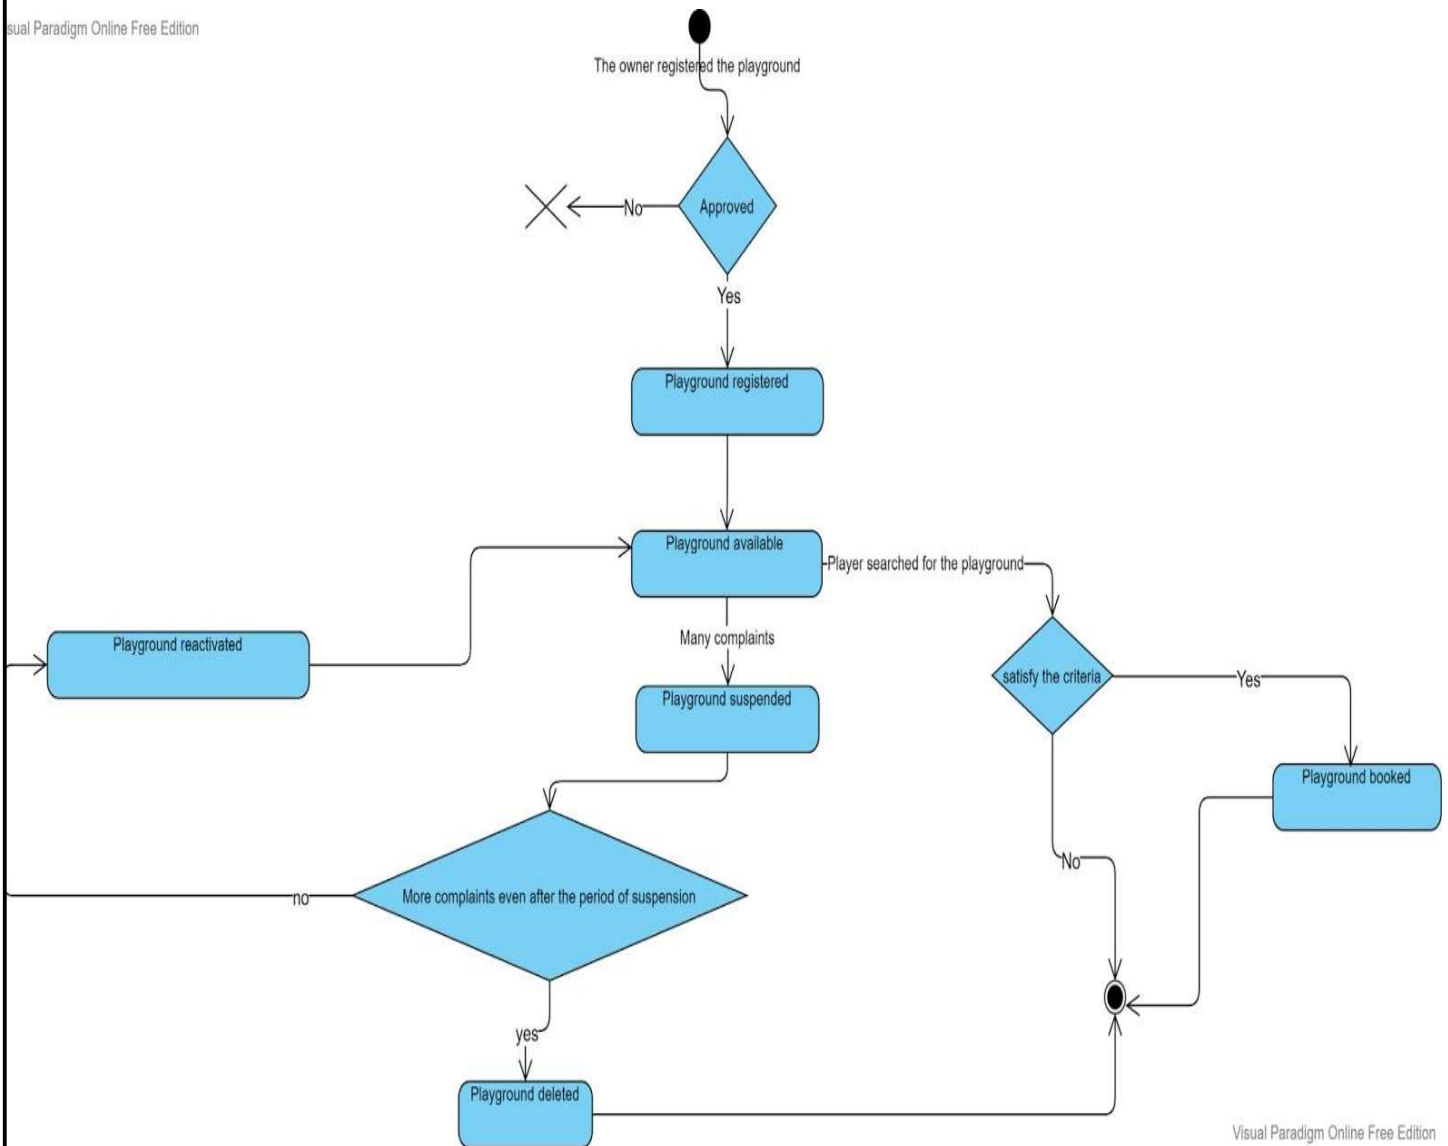 sual Paradigm Online Free Edition
The owner registered the playground
Approved
No
Yes
Playground registered
Playground available
Player searched for the playground
Many complaints
Playground reactivated
Playground suspended
satisfy the criteria
Yes
Playground booked
No
More complaints even after the period of suspension
no
yes
Playground deleted
Visual Paradigm Online Free Edition